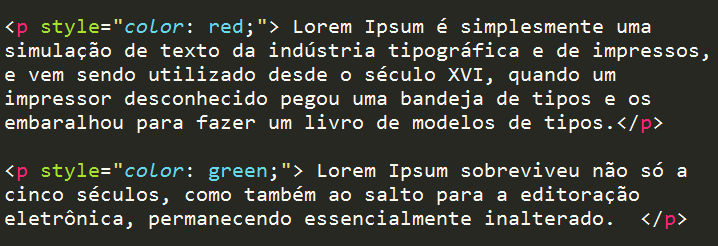 <p style="color: red;"> Lorem Ipsum é simplesmente uma
simulação de texto da indústria tipográfica e de impressos,
e vem sendo utilizado desde o século XVI, quando um
impressor desconhecido pegou uma bandeja de tipos e os
embaralhou para fazer um livro de modelos de tipos.</p>
<p style="color: green;"> Lorem Ipsum sobreviveu não só a
cinco séculos, como também ao salto para a editoração
eletrônica, permanecendo essencialmente inalterado.  </p>